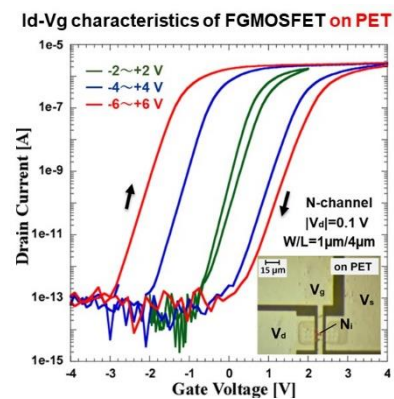 Id-Vg characteristics of FGMOSFET on PET
1e-5
1e-7
1e-9
1e-11
1e-13
1e-15
Drain Current [A]
-2～+2 V
-4～+4 V
-6～+6 V
N-channel
|Vd|=0.1 V
W/L=1μm/4μm
15 μm
on PET
Vg
Vs
Vd
Ni
-4 -3 -2 -1 0 1 2 3 4
Gate Voltage [V]